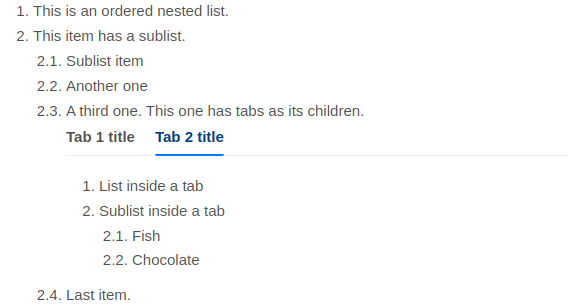 1. This is an ordered nested list.
2. This item has a sublist.
2.1. Sublist item
2.2. Another one
2.3. A third one. This one has tabs as its children.
Tab 1 title Tab 2 title
1. List inside a tab
2. Sublist inside a tab
2.1. Fish
2.2. Chocolate
2.4. Last item.